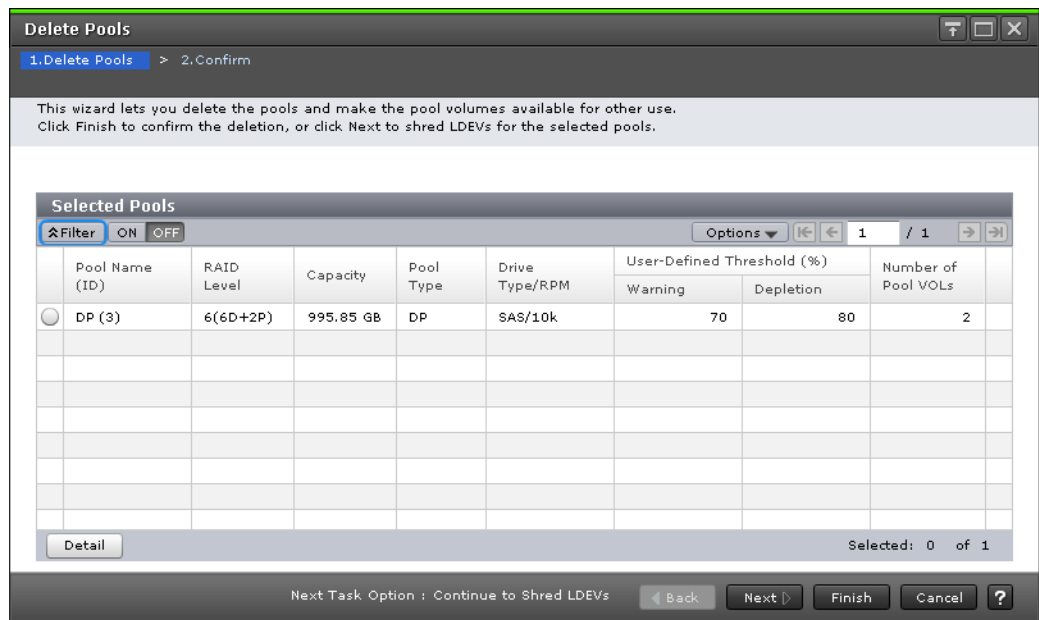 Delete Pools
1.Delete Pools > 2.Confirm
This wizard lets you delete the pools and make the pool volumes available for other use.
Click Finish to confirm the deletion, or click Next to shred LDEVs for the selected pools.
Selected Pools
Filter ON OFF Options 1 / 1
Pool Name (ID) RAID Level Capacity Pool Type Drive Type/RPM User-Defined Threshold (%) Number of Pool VOLs
Warning Depletion
DP (3) 6(6D+2P) 995.85 GB DP SAS/10k 70 80 2
Detail Selected: 0 of 1
Next Task Option : Continue to Shred LDEVs Back Next Finish Cancel ?